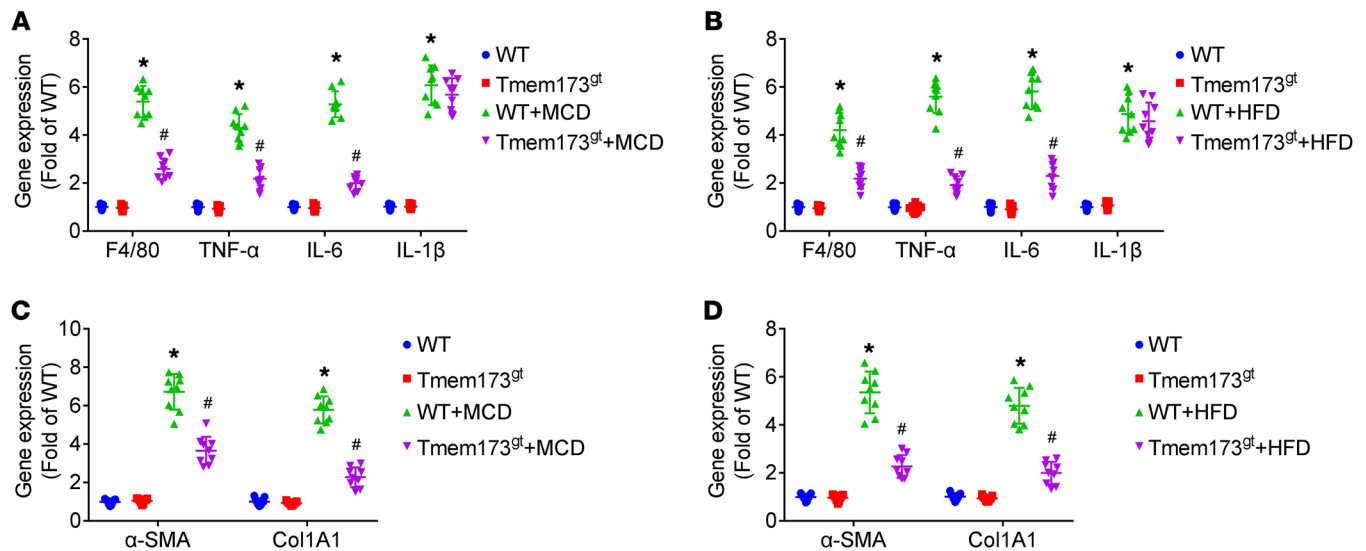 A
Gene expression
(Fold of WT)
8
6
4
2
0
*
#
*
#
*
#
*
F4/80
TNF-α
IL-6
IL-1β
WT
Tmem173gt
WT+MCD
Tmem173gt+MCD
B
Gene expression
(Fold of WT)
8
6
4
2
0
*
#
*
#
*
#
*
F4/80
TNF-α
IL-6
IL-1β
WT
Tmem173gt
WT+HFD
Tmem173gt+HFD
C
Gene expression
(Fold of WT)
10
8
6
4
2
0
*
#
*
#
α-SMA
Col1A1
WT
Tmem173gt
WT+MCD
Tmem173gt+MCD
D
Gene expression
(Fold of WT)
8
6
4
2
0
*
#
*
#
α-SMA
Col1A1
WT
Tmem173gt
WT+HFD
Tmem173gt+HFD